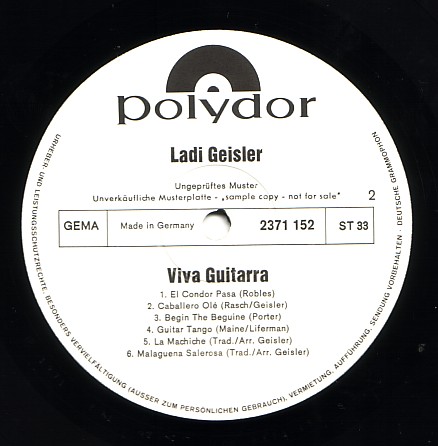 polydor
Ladi Geisler
Ungeprüftes Muster
Unverkäufliche Musterplatte - „sample copy - not for sale"
2
GEMA
Made in Germany
2371 152
ST 33
Viva Guitarra
1. El Condor Pasa (Robles)
2. Caballero Olé (Rasch/Geisler)
3. Begin The Beguine (Porter)
4. Guitar Tango (Maine/Liferman)
5. La Machiche (Trad./Arr. Geisler)
6. Malaguena Salerosa (Trad./Arr. Geisler)
URHEBER- UND LEISTUNGSSCHUTZRECHTE, BESONDERS VERVIELFÄLTIGUNG (AUSSER ZUM PERSÖNLICHEN GEBRAUCH), VERMIETUNG, AUFFÜHRUNG, SENDUNG VORBEHALTEN · DEUTSCHE GRAMMOPHON